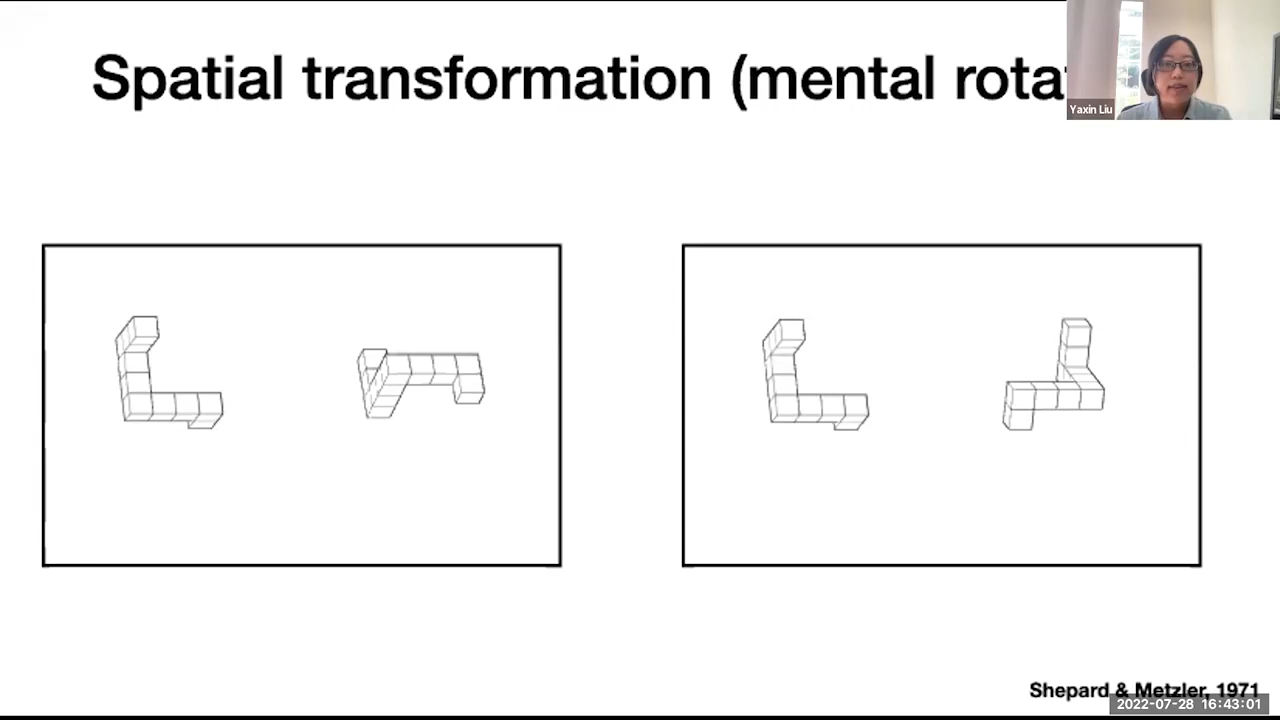 Spatial transformation (mental rota
Yaxin Liu
Shepard & Metzler, 1971
2022-07-28 16:43:01